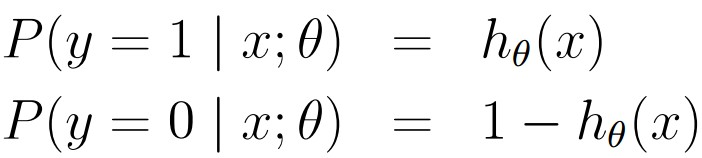 P(y = 1 | x; θ) = h_θ(x)
P(y = 0 | x; θ) = 1 − h_θ(x)